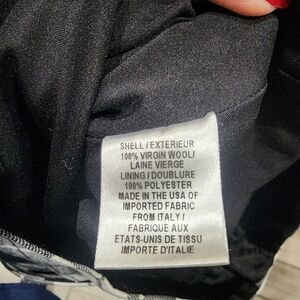 SHELL / EXTERIEUR
100% VIRGIN WOOL/
LAINE VIERGE
LINING / DOUBLURE
100% POLYESTER
MADE IN THE USA OF
IMPORTED FABRIC
FROM ITALY /
FABRIQUE AUX
ETATS-UNIS DE TISSU
IMPORTE D'ITALIE